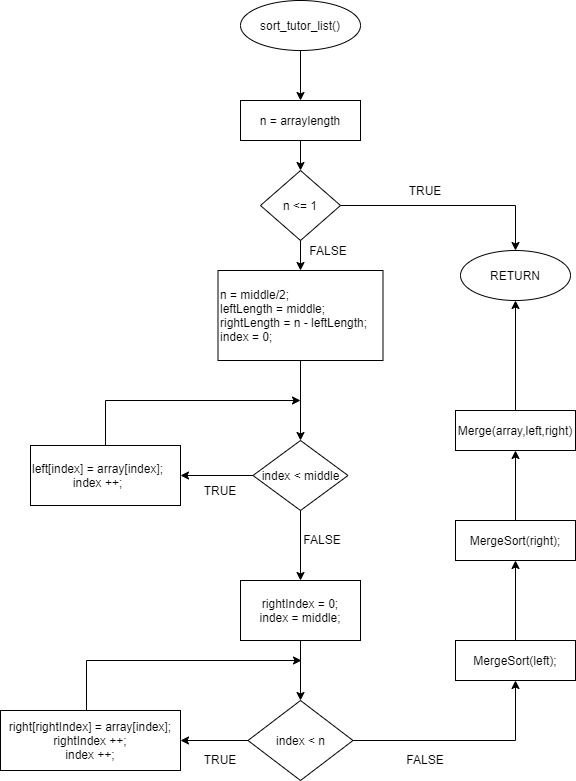 sort_tutor_list()
n = arraylength
n <= 1
TRUE
FALSE
RETURN
n = middle/2;
leftLength = middle;
rightLength = n - leftLength;
index = 0;
index < middle
TRUE
left[index] = array[index];
index ++;
FALSE
rightIndex = 0;
index = middle;
index < n
TRUE
right[rightIndex] = array[index];
rightIndex ++;
index ++;
FALSE
MergeSort(left);
MergeSort(right);
Merge(array,left,right)